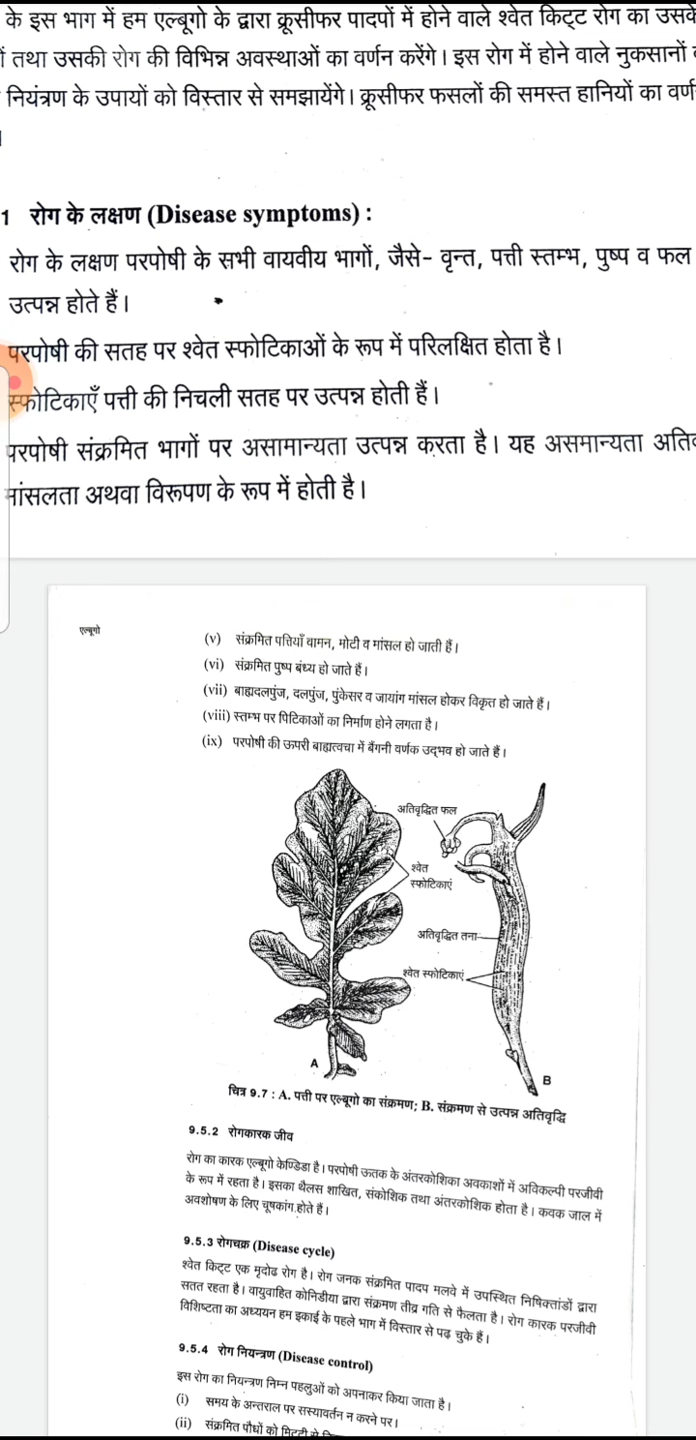 के इस भाग में हम एल्बूगो के द्वारा क्रूसीफर पादपों में होने वाले श्वेत किट्ट रोग का उसके
तथा उसकी रोग की विभिन्न अवस्थाओं का वर्णन करेंगे। इस रोग में होने वाले नुकसानों
नियंत्रण के उपायों को विस्तार से समझायेंगे। क्रूसीफर फसलों की समस्त हानियों का
1 रोग के लक्षण (Disease symptoms) :
रोग के लक्षण परपोषी के सभी वायवीय भागों, जैसे- वृन्त, पत्ती स्तम्भ, पुष्प व फल
उत्पन्न होते हैं।
परपोषी की सतह पर श्वेत स्फोटिकाओं के रूप में परिलक्षित होता है।
स्फोटिकाएँ पत्ती की निचली सतह पर उत्पन्न होती हैं।
परपोषी संक्रमित भागों पर असामान्यता उत्पन्न करता है। यह असमान्यता
मांसलता अथवा विरूपण के रूप में होती है।
एल्बूगो
(v) संक्रमित पत्तियाँ वामन, मोटी व मांसल हो जाती हैं।
(vi) संक्रमित पुष्प बंध्य हो जाते हैं।
(vii) बाह्यदलपुंज, दलपुंज, पुंकेसर व जायांग मांसल होकर विकृत हो जाते हैं।
(viii) स्तम्भ पर पिटिकाओं का निर्माण होने लगता है।
(ix) परपोषी की ऊपरी बाह्यत्वचा में बैंगनी वर्णक उद्भव हो जाते हैं।
अतिवृद्धित फल
श्वेत
स्फोटिकाएं
अतिवृद्धित तना
श्वेत स्फोटिकाएं
A
B
चित्र 9.7 : A. पत्ती पर एल्बूगो का संक्रमण; B. संक्रमण से उत्पन्न अतिवृद्धि
9.5.2 रोगकारक जीव
रोग का कारक एल्बूगो केण्डिडा है। परपोषी ऊतक के अंतरकोशिका अवकाशों में अविकल्पी परजीवी
के रूप में रहता है। इसका थैलस शाखित, संकोशिक तथा अंतरकोशिक होता है। कवक जाल में
अवशोषण के लिए चूषकांग होते हैं।
9.5.3 रोगचक्र (Disease cycle)
श्वेत किट्ट एक मृदोढ रोग है। रोग जनक संक्रमित पादप मलवे में उपस्थित निषिक्तांडों द्वारा
सतत रहता है। वायुवाहित कोनिडीया द्वारा संक्रमण तीव्र गति से फैलता है। रोग कारक परजीवी
विशिष्टता का अध्ययन हम इकाई के पहले भाग में विस्तार से पढ़ चुके हैं।
9.5.4 रोग नियन्त्रण (Disease control)
इस रोग का नियन्त्रण निम्न पहलुओं को अपनाकर किया जाता है।
(i) समय के अन्तराल पर सस्यावर्तन न करने पर।
(ii) संक्रमित पौधों को मिटटी से